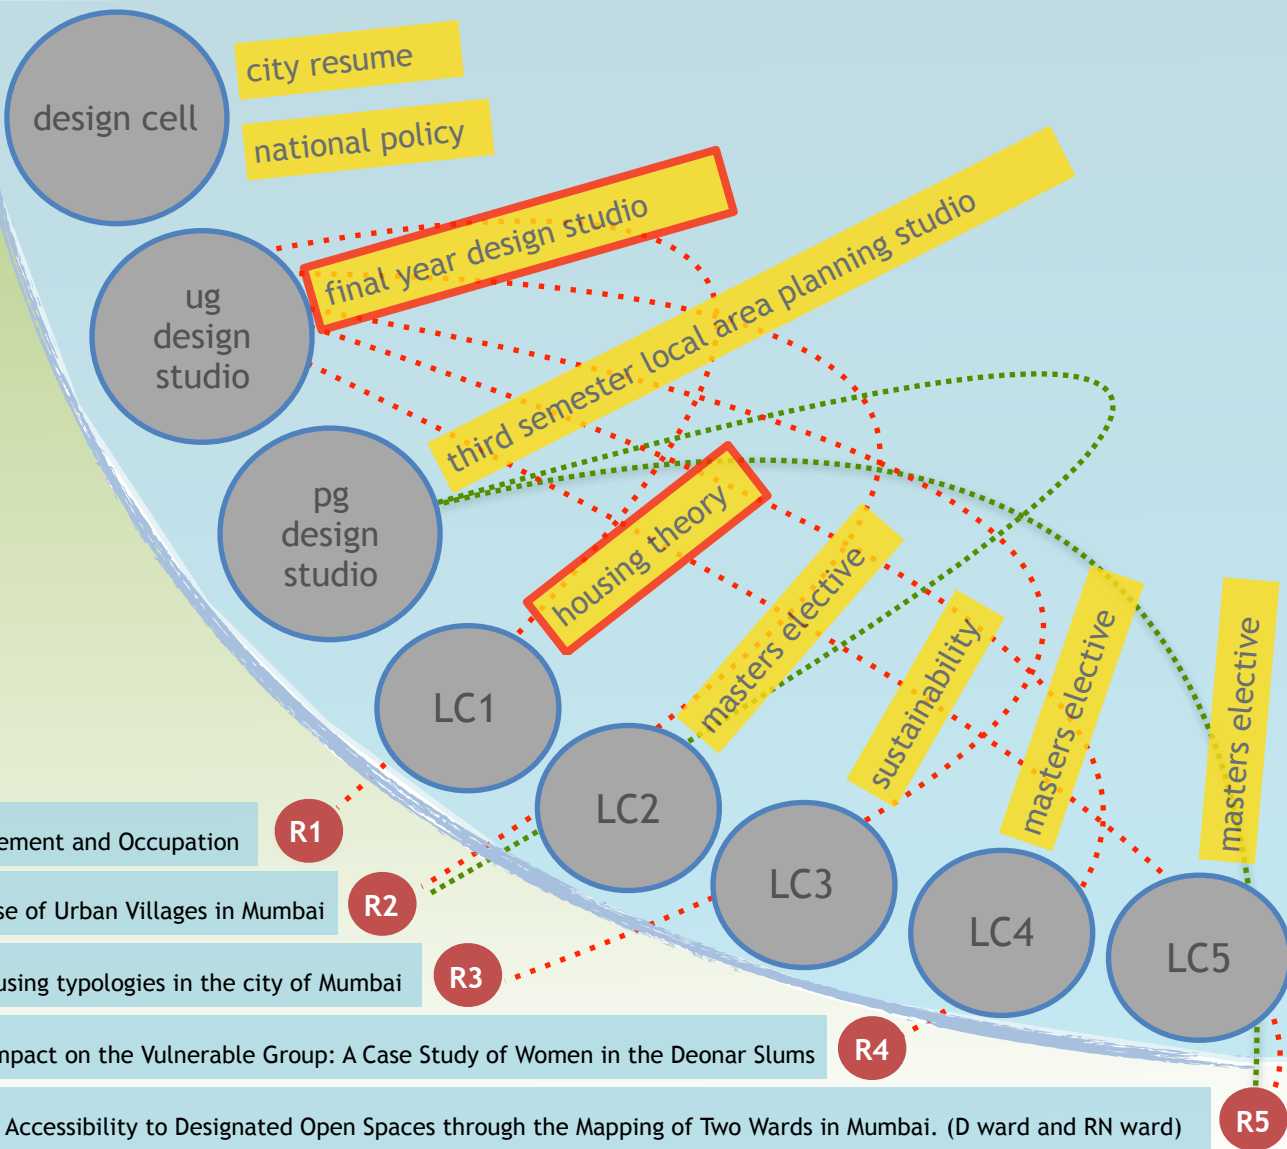 design cell
city resume
national policy
ug
design
studio
final year design studio
third semester local area planning studio
pg
design
studio
housing theory
masters elective
sustainability
masters elective
masters elective
LC1
LC2
LC3
LC4
LC5
ement and Occupation
R1
se of Urban Villages in Mumbai
R2
using typologies in the city of Mumbai
R3
mpact on the Vulnerable Group: A Case Study of Women in the Deonar Slums
R4
Accessibility to Designated Open Spaces through the Mapping of Two Wards in Mumbai. (D ward and RN ward)
R5